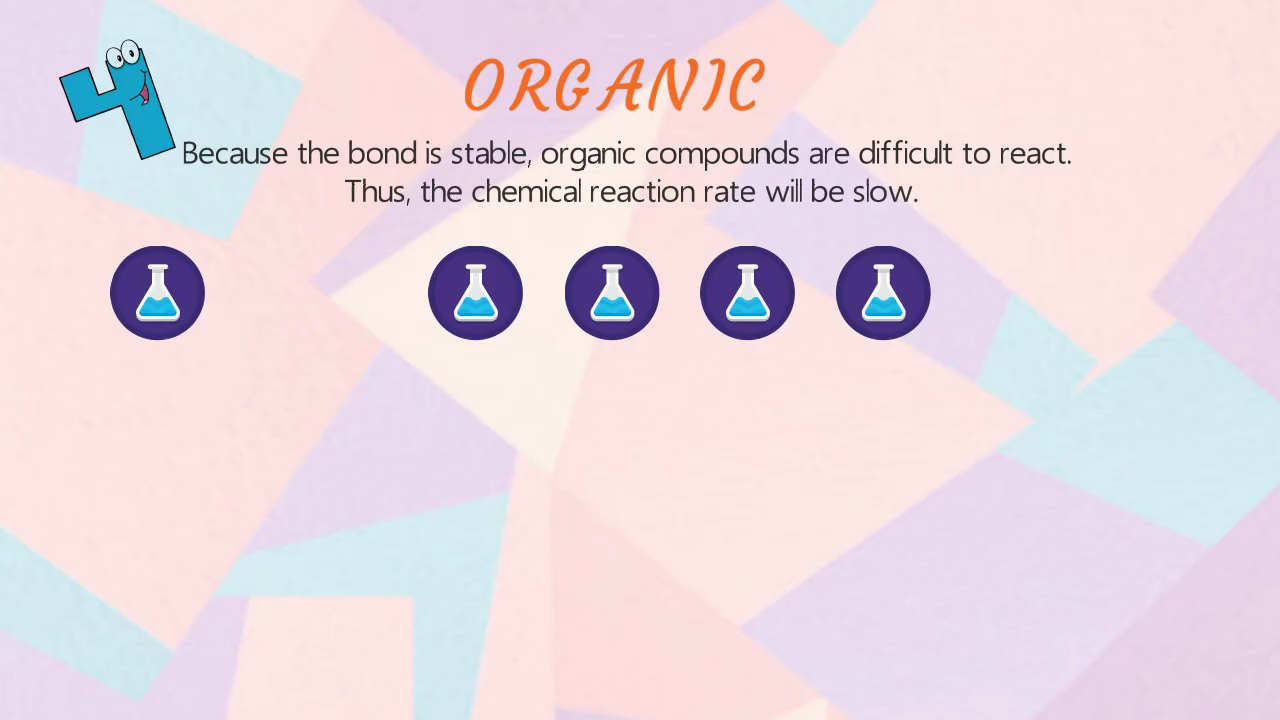 4
ORGANIC
Because the bond is stable, organic compounds are difficult to react.
Thus, the chemical reaction rate will be slow.